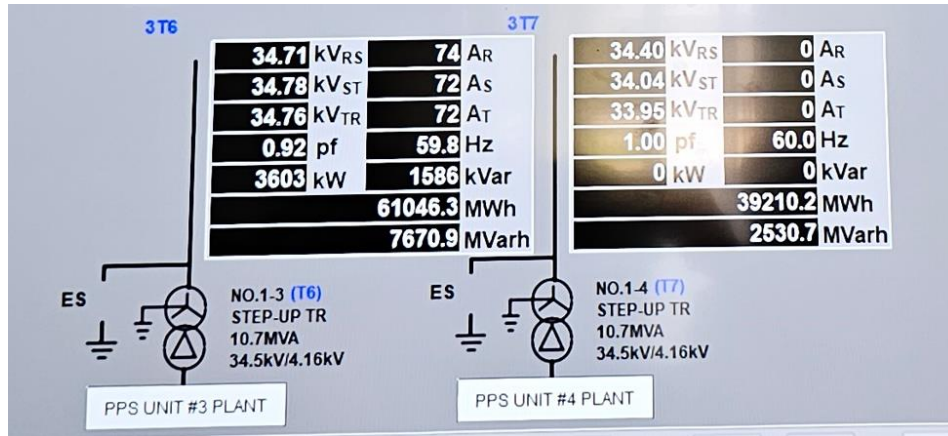 3T6
34.71 kVRS 74 AR
34.78 kVST 72 AS
34.76 kVTR 72 AT
0.92 pf 59.8 Hz
3603 kW 1586 kVar
61046.3 MWh
7670.9 MVarh
ES
NO.1-3 (T6)
STEP-UP TR
10.7MVA
34.5kV/4.16kV
PPS UNIT #3 PLANT
3T7
34.40 kVRS 0 AR
34.04 kVST 0 AS
33.95 kVTR 0 AT
1.00 pf 60.0 Hz
0 kW 0 kVar
39210.2 MWh
2530.7 MVarh
ES
NO.1-4 (T7)
STEP-UP TR
10.7MVA
34.5kV/4.16kV
PPS UNIT #4 PLANT